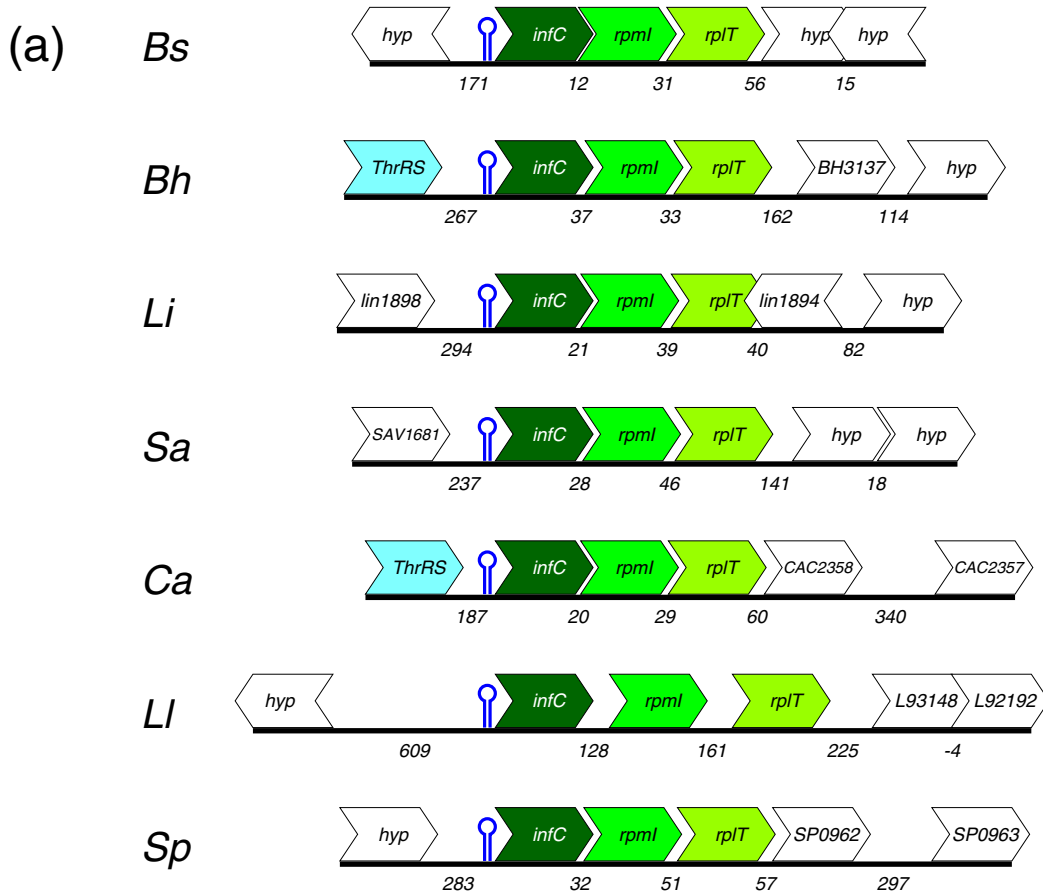 (a)
Bs hyp infC rpmI rplT hyp hyp
171 12 31 56 15
Bh ThrRS infC rpmI rplT BH3137 hyp
267 37 33 162 114
Li lin1898 infC rpmI rplT lin1894 hyp
294 21 39 40 82
Sa SAV1681 infC rpmI rplT hyp hyp
237 28 46 141 18
Ca ThrRS infC rpmI rplT CAC2358 CAC2357
187 20 29 60 340
Ll hyp infC rpmI rplT L93148 L92192
609 128 161 225 -4
Sp hyp infC rpmI rplT SP0962 SP0963
283 32 51 57 297